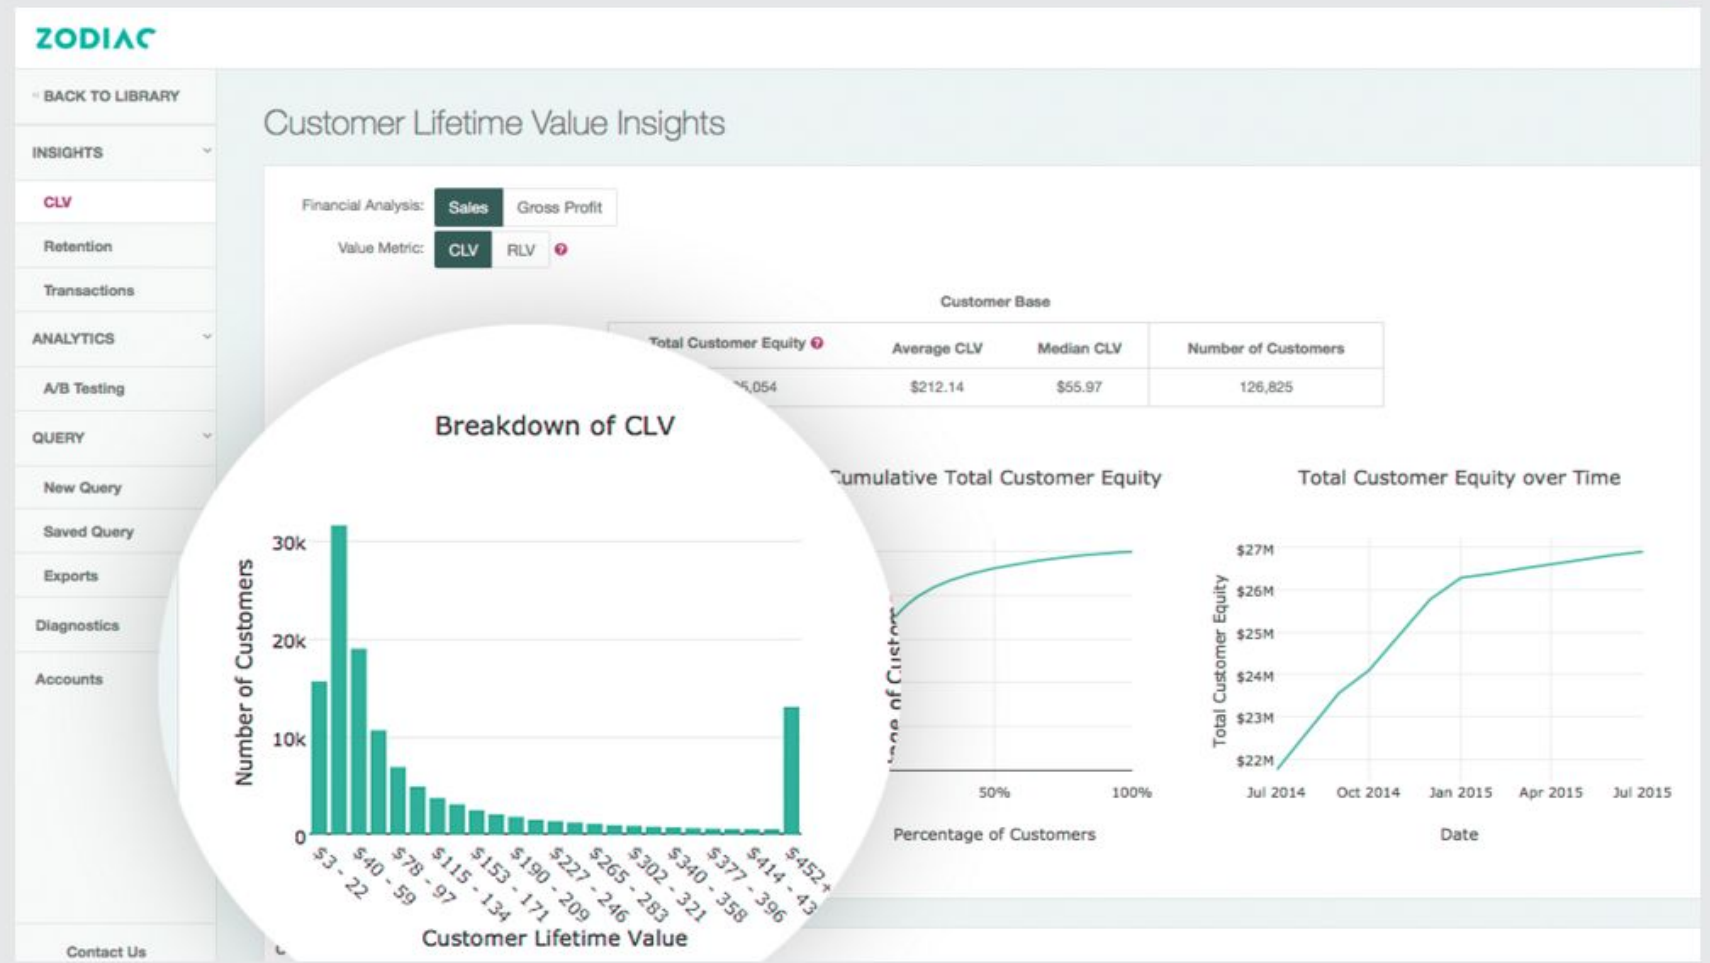 ZODIAC
« BACK TO LIBRARY
INSIGHTS
CLV
Retention
Transactions
ANALYTICS
A/B Testing
QUERY
New Query
Saved Query
Exports
Diagnostics
Accounts
Contact Us
Customer Lifetime Value Insights
Financial Analysis: Sales Gross Profit
Value Metric: CLV RLV ?
Customer Base
Total Customer Equity ? Average CLV Median CLV Number of Customers
5,054 $212.14 $55.97 126,825
Breakdown of CLV
Number of Customers
30k
20k
10k
0
$3 - 22 $40 - 59 $78 - 97 $115 - 134 $153 - 171 $190 - 209 $227 - 246 $265 - 283 $302 - 321 $340 - 358 $377 - 396 $414 - 43 $452+
Customer Lifetime Value
Cumulative Total Customer Equity
50% 100%
Percentage of Customers
Total Customer Equity over Time
Total Customer Equity
$27M
$26M
$25M
$24M
$23M
$22M
Jul 2014 Oct 2014 Jan 2015 Apr 2015 Jul 2015
Date